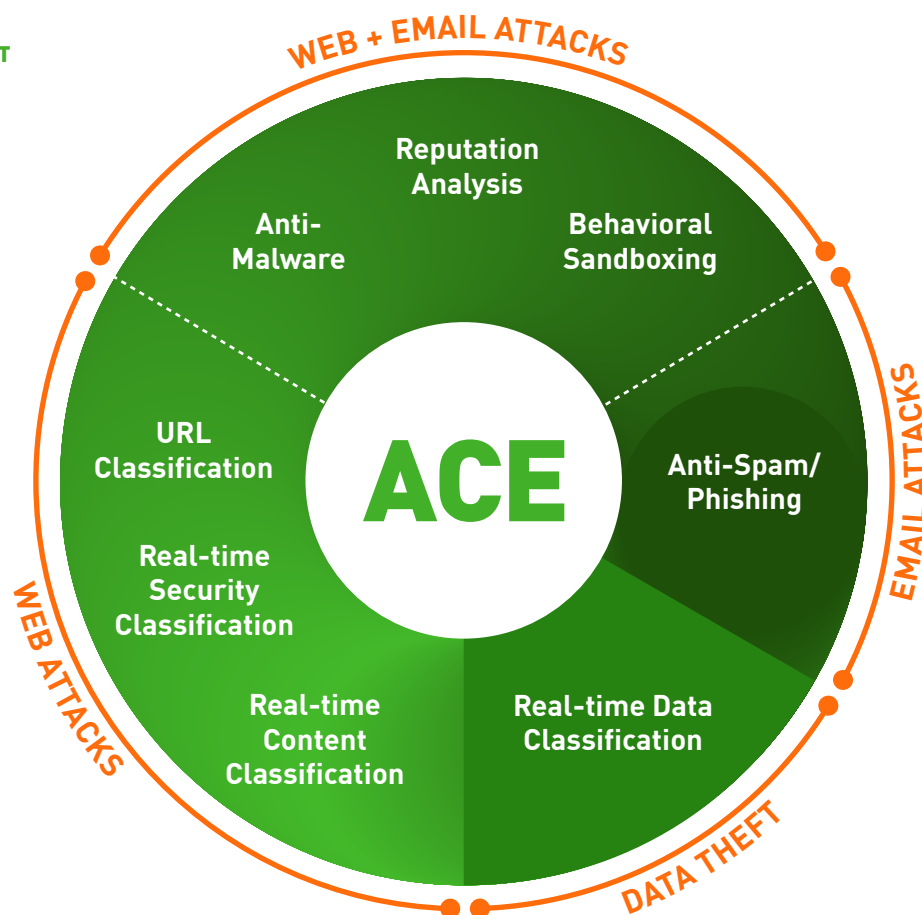 T
WEB + EMAIL ATTACKS
Reputation
Analysis
Anti-
Malware
Behavioral
Sandboxing
URL
Classification
ACE
Anti-Spam/
Phishing
EMAIL ATTACKS
Real-time
Security
Classification
WEB ATTACKS
Real-time
Content
Classification
Real-time Data
Classification
DATA THEFT